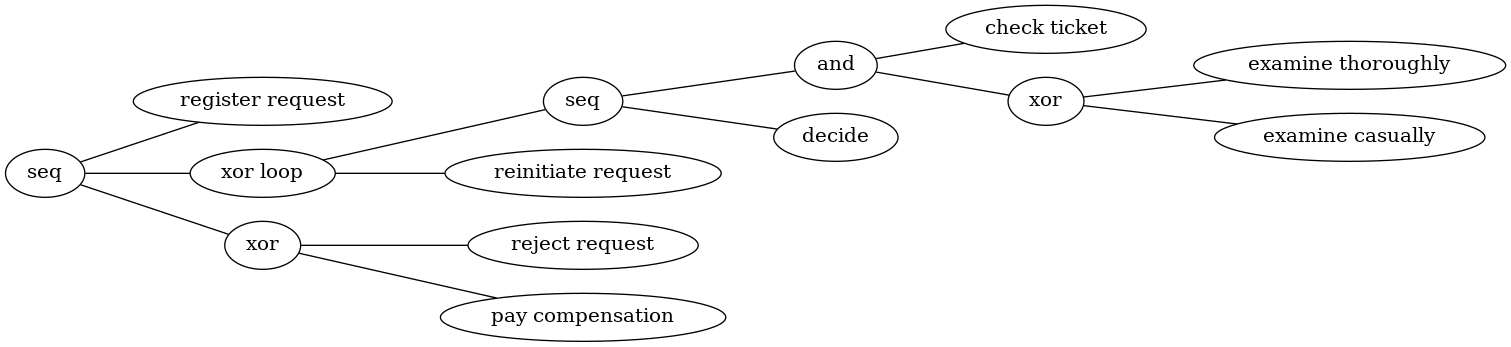 check ticket
and
examine thoroughly
register request
seq
xor
decide
examine casually
seq
xor loop
reinitiate request
xor
reject request
pay compensation